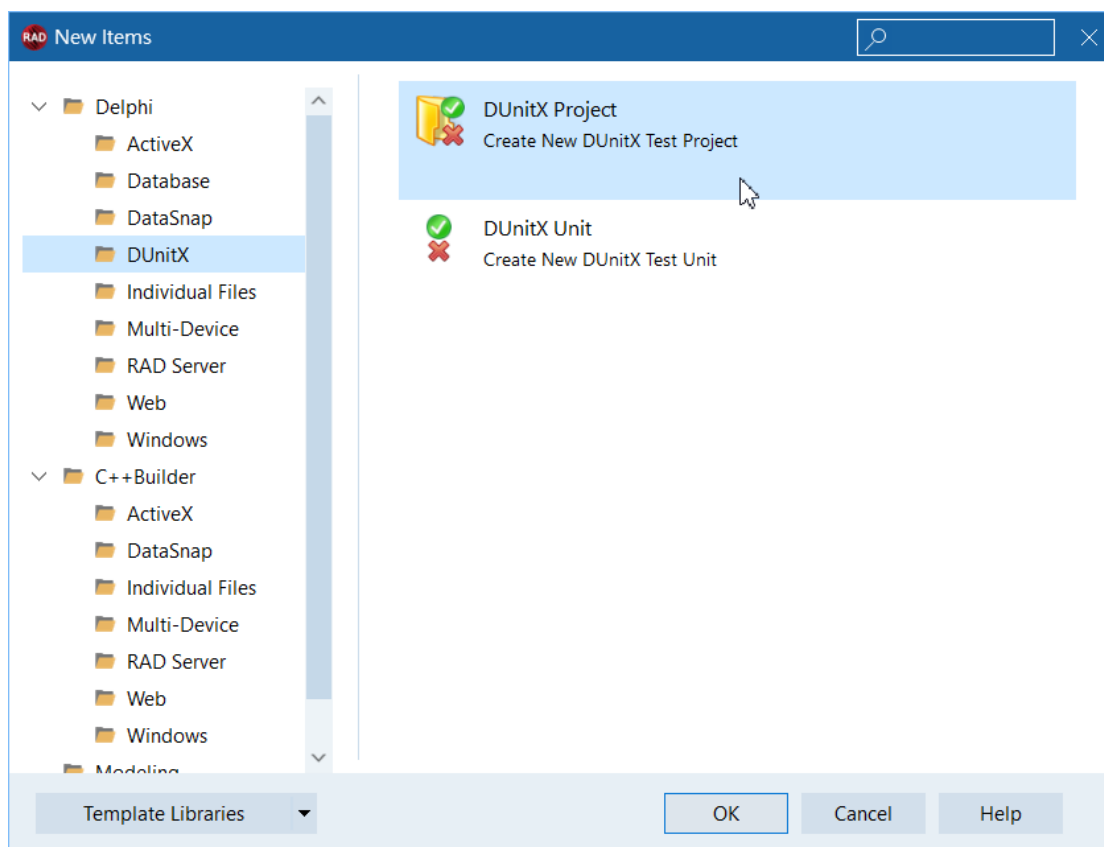 RAD New Items
Delphi
ActiveX
Database
DataSnap
DUnitX
Individual Files
Multi-Device
RAD Server
Web
Windows
C++Builder
ActiveX
DataSnap
Individual Files
Multi-Device
RAD Server
Web
Windows
Modeling
DUnitX Project
Create New DUnitX Test Project
DUnitX Unit
Create New DUnitX Test Unit
Template Libraries
OK
Cancel
Help